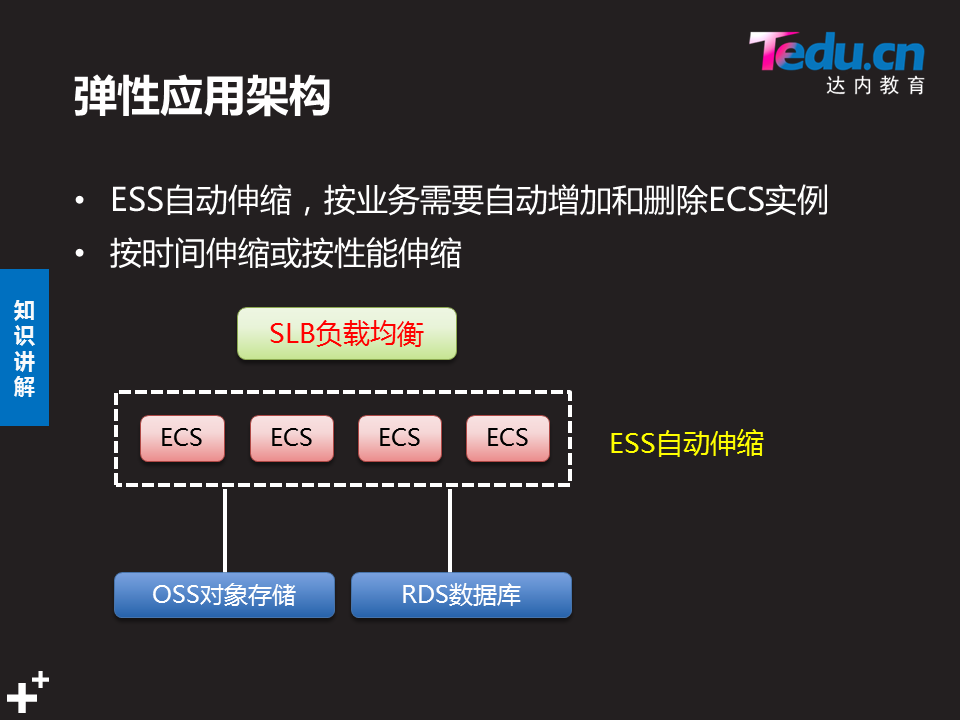 Tedu.cn
达内教育
弹性应用架构
• ESS自动伸缩，按业务需要自动增加和删除ECS实例
• 按时间伸缩或按性能伸缩
知
识
讲
解
SLB负载均衡
ECS ECS ECS ECS
ESS自动伸缩
OSS对象存储 RDS数据库